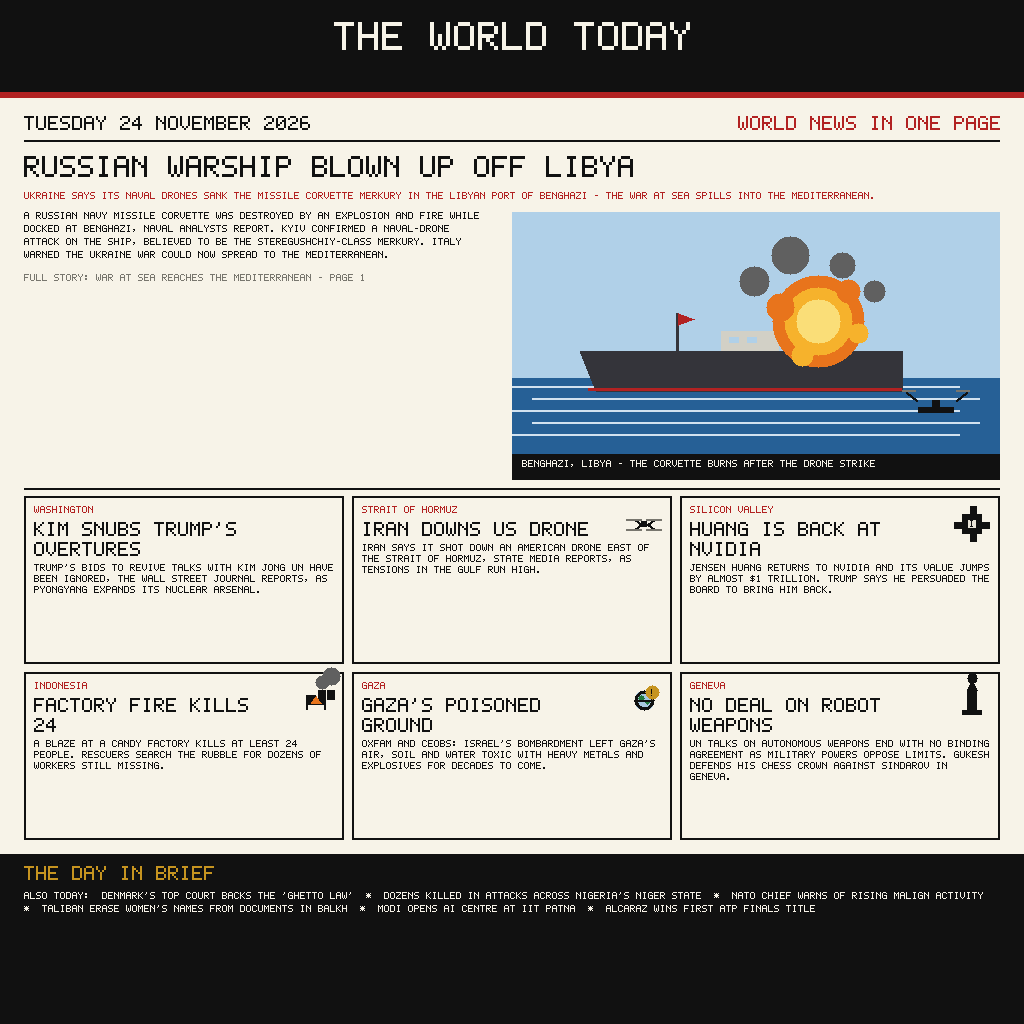 THE WORLD TODAY
TUESDAY 24 NOVEMBER 2026
WORLD NEWS IN ONE PAGE
RUSSIAN WARSHIP BLOWN UP OFF LIBYA
UKRAINE SAYS ITS NAVAL DRONES SANK THE MISSILE CORVETTE MERKURY IN THE LIBYAN PORT OF BENGHAZI - THE WAR AT SEA SPILLS INTO THE MEDITERRANEAN.
A RUSSIAN NAVY MISSILE CORVETTE WAS DESTROYED BY AN EXPLOSION AND FIRE WHILE
DOCKED AT BENGHAZI, NAVAL ANALYSTS REPORT. KYIV CONFIRMED A NAVAL-DRONE
ATTACK ON THE SHIP, BELIEVED TO BE THE STEREGUSHCHIY-CLASS MERKURY. ITALY
WARNED THE UKRAINE WAR COULD NOW SPREAD TO THE MEDITERRANEAN.
FULL STORY: WAR AT SEA REACHES THE MEDITERRANEAN - PAGE 1
BENGHAZI, LIBYA - THE CORVETTE BURNS AFTER THE DRONE STRIKE
WASHINGTON
KIM SNUBS TRUMP'S
OVERTURES
TRUMP'S BIDS TO REVIVE TALKS WITH KIM JONG UN HAVE
BEEN IGNORED, THE WALL STREET JOURNAL REPORTS, AS
PYONGYANG EXPANDS ITS NUCLEAR ARSENAL.
STRAIT OF HORMUZ
IRAN DOWNS US DRONE
IRAN SAYS IT SHOT DOWN AN AMERICAN DRONE EAST OF
THE STRAIT OF HORMUZ, STATE MEDIA REPORTS, AS
TENSIONS IN THE GULF RUN HIGH.
SILICON VALLEY
HUANG IS BACK AT
NVIDIA
JENSEN HUANG RETURNS TO NVIDIA AND ITS VALUE JUMPS
BY ALMOST $1 TRILLION. TRUMP SAYS HE PERSUADED THE
BOARD TO BRING HIM BACK.
INDONESIA
FACTORY FIRE KILLS
24
A BLAZE AT A CANDY FACTORY KILLS AT LEAST 24
PEOPLE. RESCUERS SEARCH THE RUBBLE FOR DOZENS OF
WORKERS STILL MISSING.
GAZA
GAZA'S POISONED
GROUND
OXFAM AND CEOBS: ISRAEL'S BOMBARDMENT LEFT GAZA'S
AIR, SOIL AND WATER TOXIC WITH HEAVY METALS AND
EXPLOSIVES FOR DECADES TO COME.
GENEVA
NO DEAL ON ROBOT
WEAPONS
UN TALKS ON AUTONOMOUS WEAPONS END WITH NO BINDING
AGREEMENT AS MILITARY POWERS OPPOSE LIMITS. GUKESH
DEFENDS HIS CHESS CROWN AGAINST SINDAROV IN
GENEVA.
THE DAY IN BRIEF
ALSO TODAY: DENMARK'S TOP COURT BACKS THE 'GHETTO LAW' * DOZENS KILLED IN ATTACKS ACROSS NIGERIA'S NIGER STATE * NATO CHIEF WARNS OF RISING MALIGN ACTIVITY
* TALIBAN ERASE WOMEN'S NAMES FROM DOCUMENTS IN BALKH * MODI OPENS AI CENTRE AT IIT PATNA * ALCARAZ WINS FIRST ATP FINALS TITLE